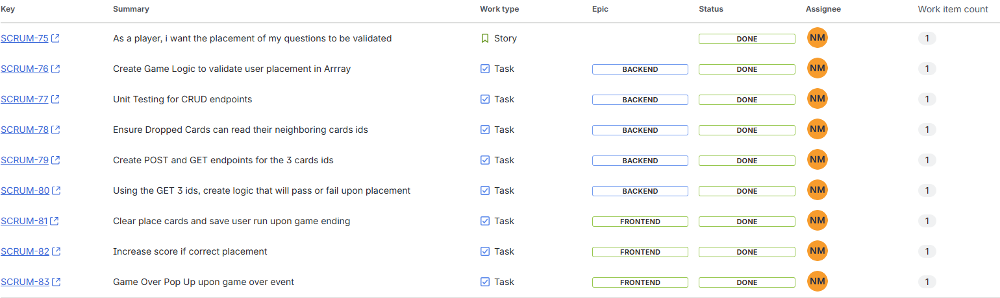 Key Summary Work type Epic Status Assignee Work item count
SCRUM-75 As a player, i want the placement of my questions to be validated Story DONE NM 1
SCRUM-76 Create Game Logic to validate user placement in Arrray Task BACKEND DONE NM 1
SCRUM-77 Unit Testing for CRUD endpoints Task BACKEND DONE NM 1
SCRUM-78 Ensure Dropped Cards can read their neighboring cards ids Task BACKEND DONE NM 1
SCRUM-79 Create POST and GET endpoints for the 3 cards ids Task BACKEND DONE NM 1
SCRUM-80 Using the GET 3 ids, create logic that will pass or fail upon placement Task BACKEND DONE NM 1
SCRUM-81 Clear place cards and save user run upon game ending Task FRONTEND DONE NM 1
SCRUM-82 Increase score if correct placement Task FRONTEND DONE NM 1
SCRUM-83 Game Over Pop Up upon game over event Task FRONTEND DONE NM 1